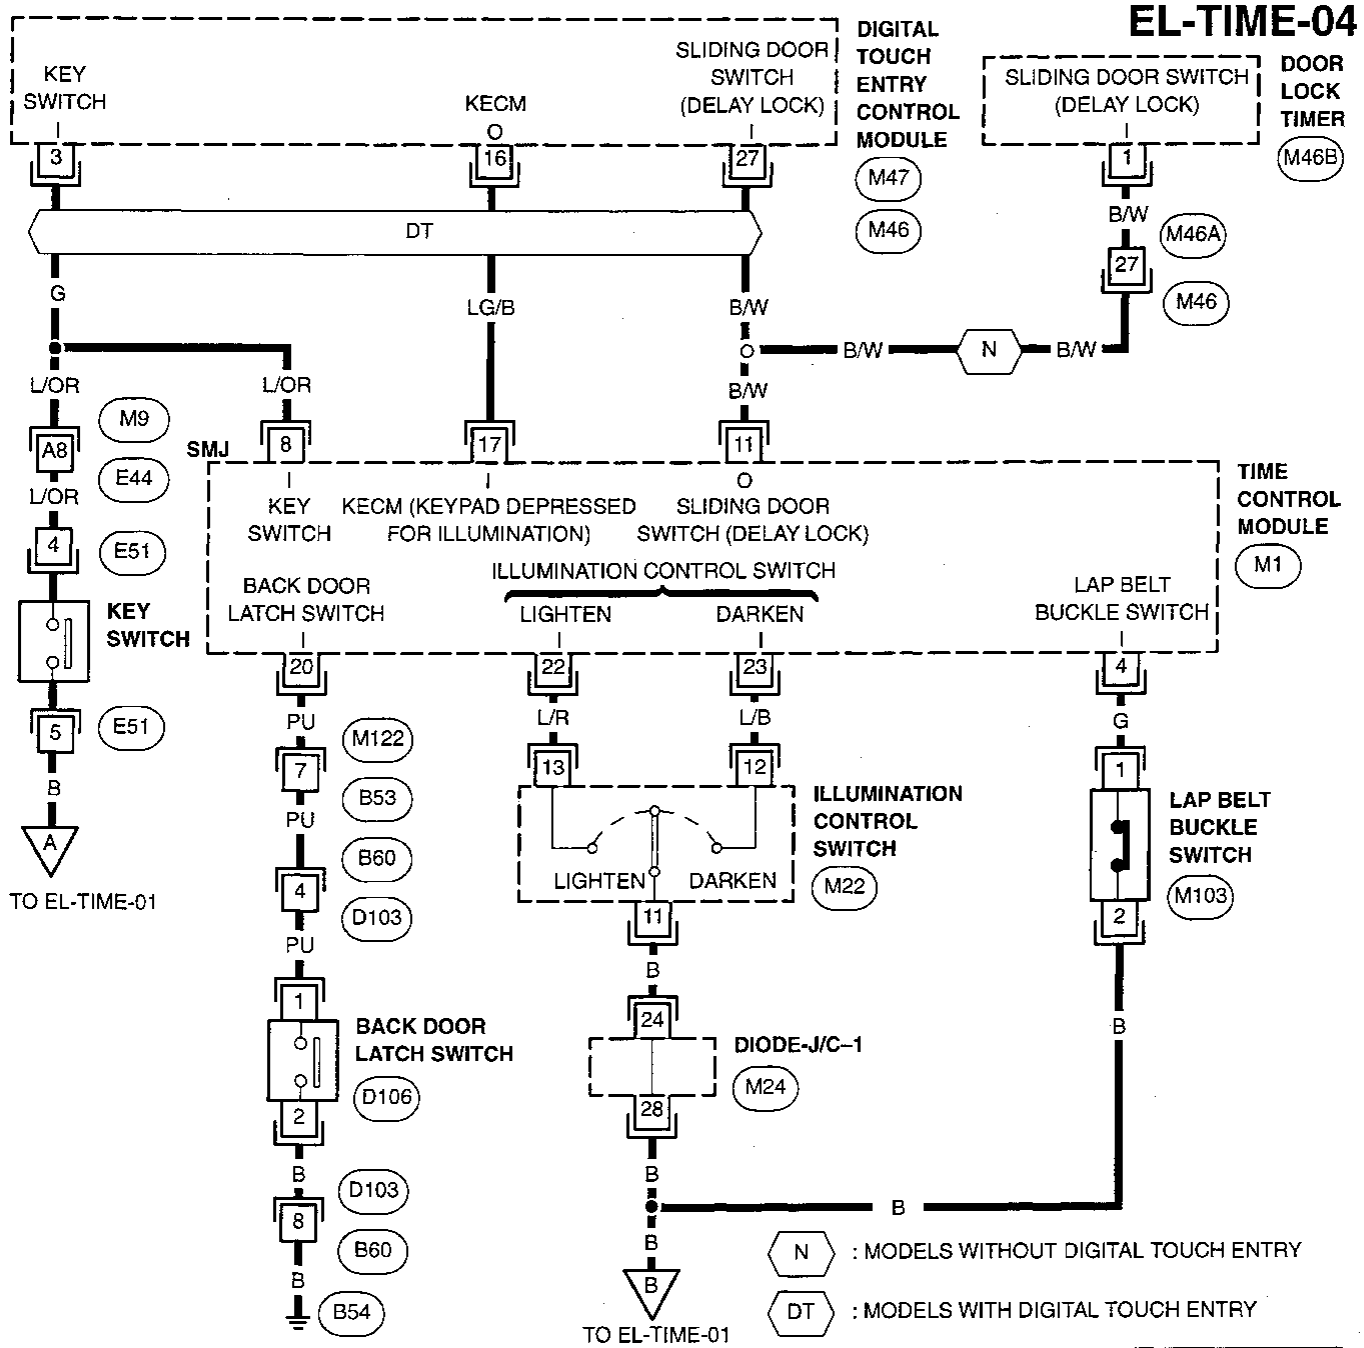 EL-TIME-04
DIGITAL
TOUCH
ENTRY
CONTROL
MODULE
M47
M46
KEY
SWITCH
KECM
SLIDING DOOR
SWITCH
(DELAY LOCK)
3
16
27
DT
SLIDING DOOR SWITCH
(DELAY LOCK)
DOOR
LOCK
TIMER
M46B
1
B/W
M46A
27
M46
G
LG/B
B/W
B/W
N
B/W
B/W
L/OR
L/OR
M9
A8
E44
L/OR
4
E51
KEY
SWITCH
5
E51
B
A
TO EL-TIME-01
SMJ
8
17
11
TIME
CONTROL
MODULE
M1
KEY
SWITCH
KECM (KEYPAD DEPRESSED
FOR ILLUMINATION)
SLIDING DOOR
SWITCH (DELAY LOCK)
BACK DOOR
LATCH SWITCH
ILLUMINATION CONTROL SWITCH
LIGHTEN
DARKEN
LAP BELT
BUCKLE SWITCH
20
22
23
4
PU
M122
7
B53
PU
B60
4
D103
PU
1
BACK DOOR
LATCH SWITCH
D106
2
B
D103
8
B60
B
B54
L/R
L/B
13
12
ILLUMINATION
CONTROL
SWITCH
M22
LIGHTEN
DARKEN
11
B
24
DIODE-J/C–1
M24
28
B
B
B
B
TO EL-TIME-01
G
1
LAP BELT
BUCKLE
SWITCH
M103
2
B
N : MODELS WITHOUT DIGITAL TOUCH ENTRY
DT : MODELS WITH DIGITAL TOUCH ENTRY